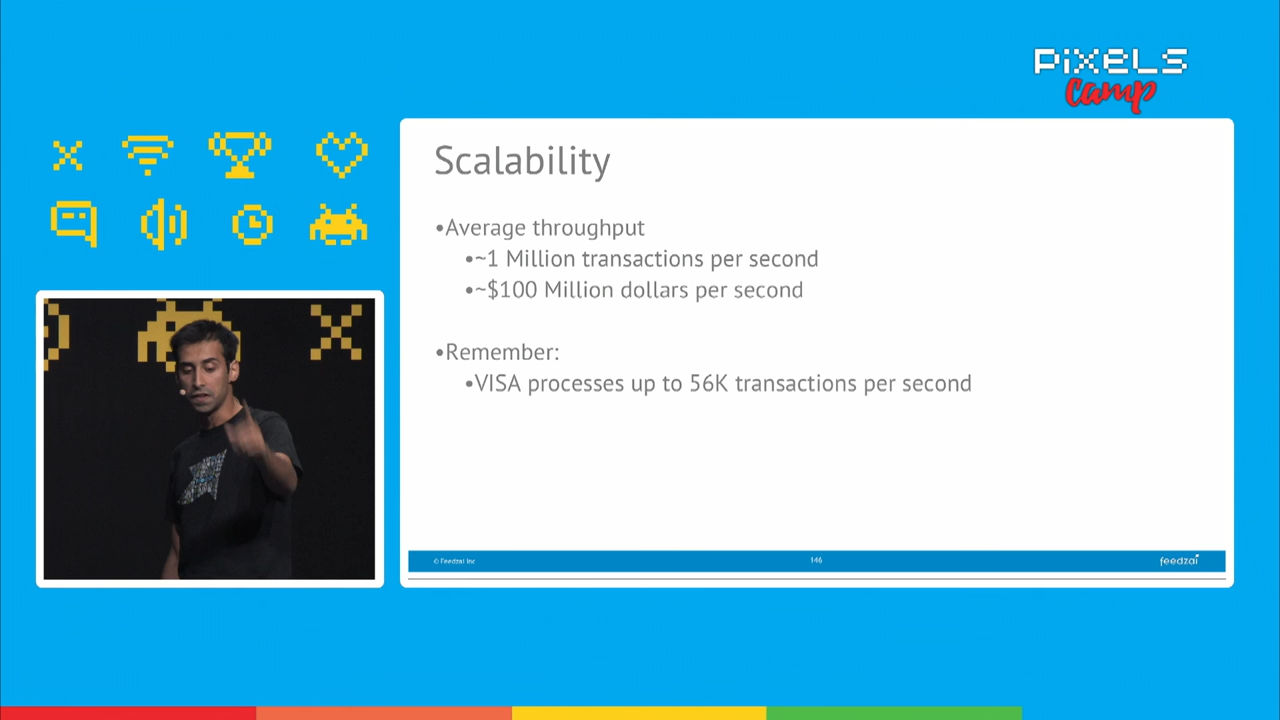 PIXELS
camp
Scalability
•Average throughput
•~1 Million transactions per second
•~$100 Million dollars per second
•Remember:
•VISA processes up to 56K transactions per second
© Feedzai Inc
146
feedzai